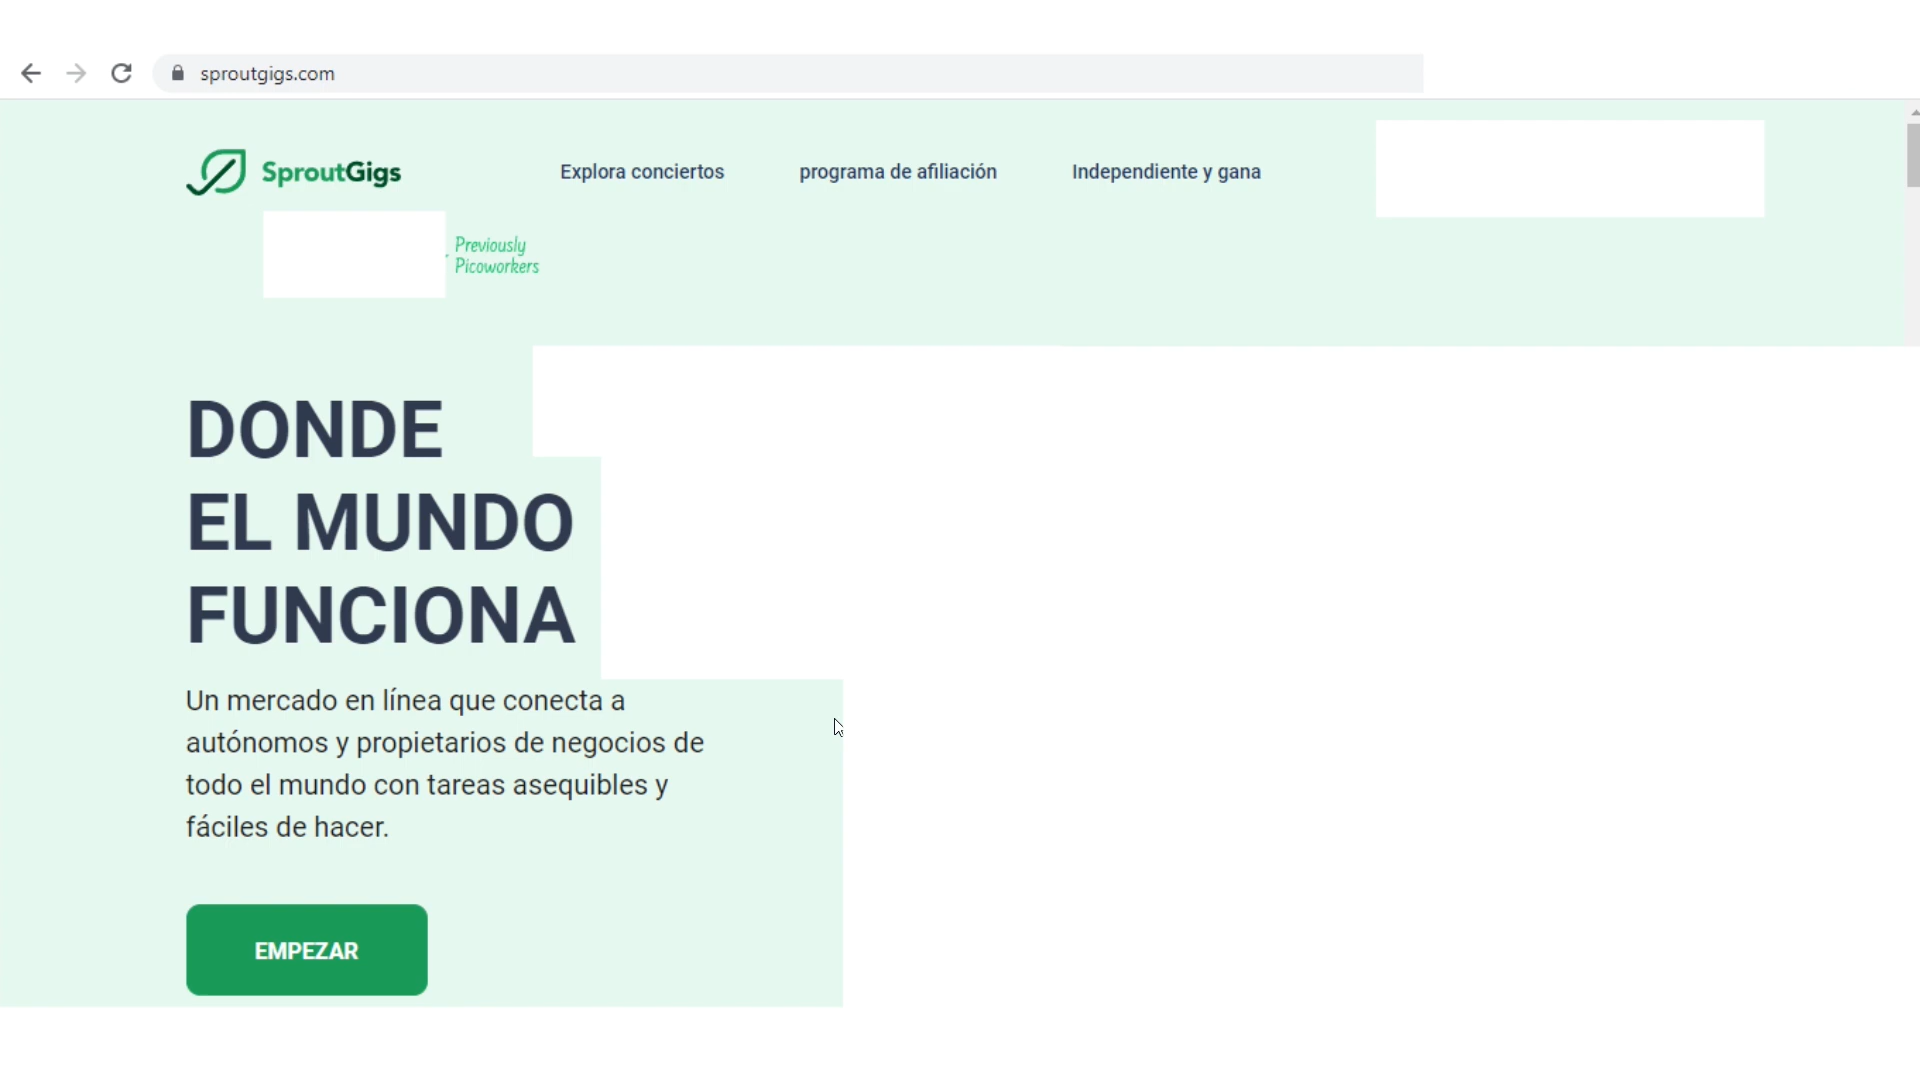 sproutgigs.com
SproutGigs
Explora conciertos
programa de afiliación
Independiente y gana
Previously
Picoworkers
DONDE
EL MUNDO
FUNCIONA
Un mercado en línea que conecta a
autónomos y propietarios de negocios de
todo el mundo con tareas asequibles y
fáciles de hacer.
EMPEZAR